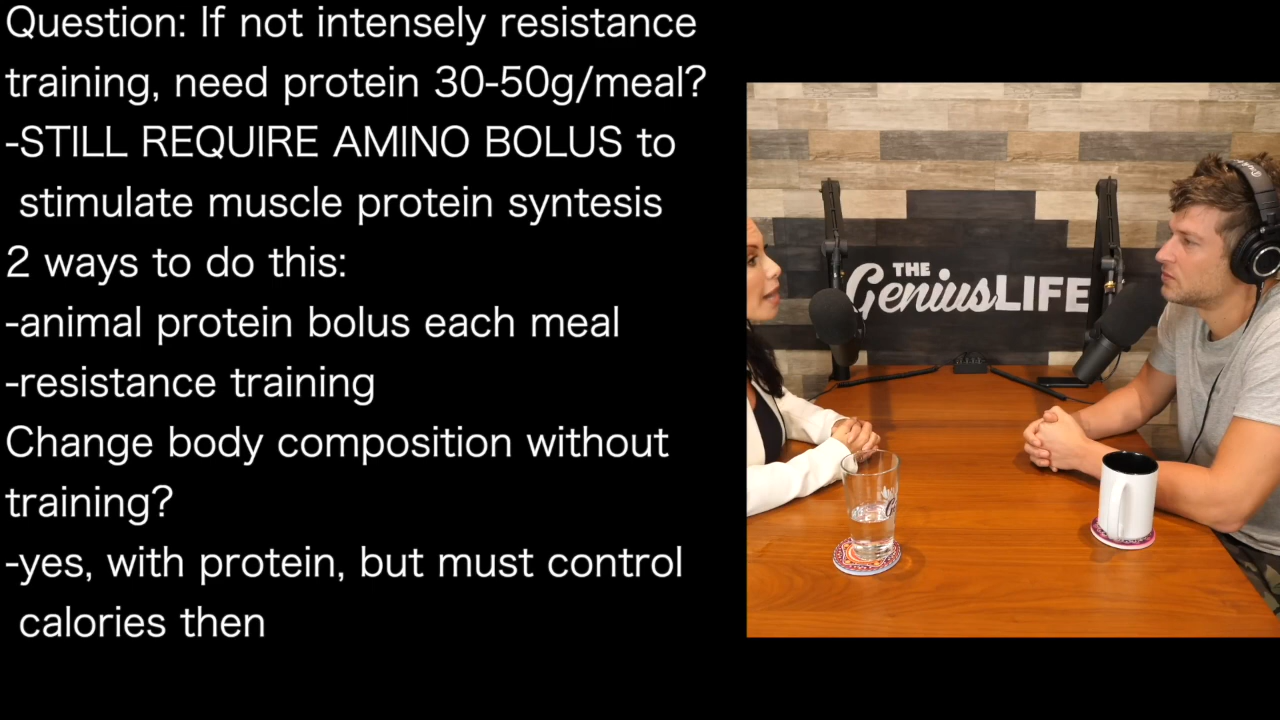 Question: If not intensely resistance
training, need protein 30-50g/meal?
-STILL REQUIRE AMINO BOLUS to
stimulate muscle protein syntesis
2 ways to do this:
-animal protein bolus each meal
-resistance training
Change body composition without
training?
-yes, with protein, but must control
calories then
THE
Genius LIFE